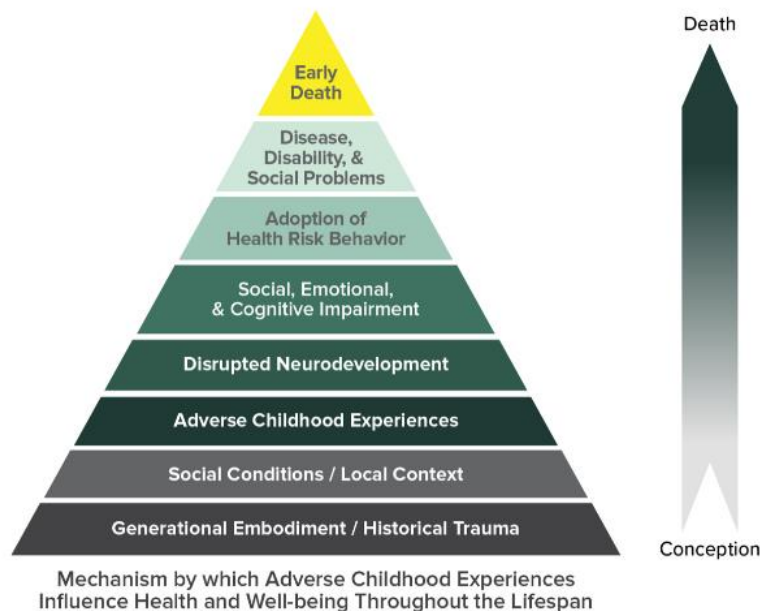 Death
Early
Death
Disease,
Disability, &
Social Problems
Adoption of
Health Risk Behavior
Social, Emotional,
& Cognitive Impairment
Disrupted Neurodevelopment
Adverse Childhood Experiences
Social Conditions / Local Context
Generational Embodiment / Historical Trauma
Conception
Mechanism by which Adverse Childhood Experiences
Influence Health and Well-being Throughout the Lifespan